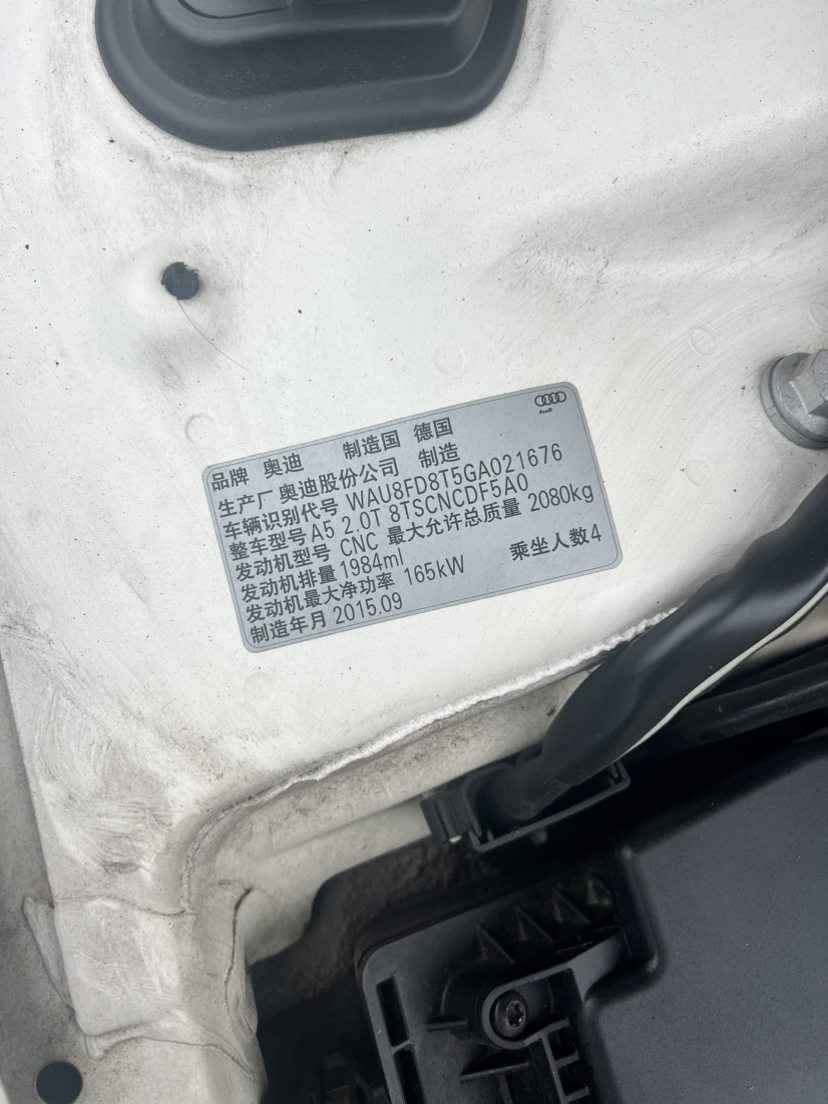 Audi
品牌 奥迪 制造国 德国
生产厂 奥迪股份公司 制造
车辆识别代号 WAU8FD8T5GA021676
整车型号 A5 2.0T 8TSCNCDF5A0
发动机型号 CNC 最大允许总质量 2080kg
发动机排量 1984ml
发动机最大净功率 165kW 乘坐人数4
制造年月 2015.09